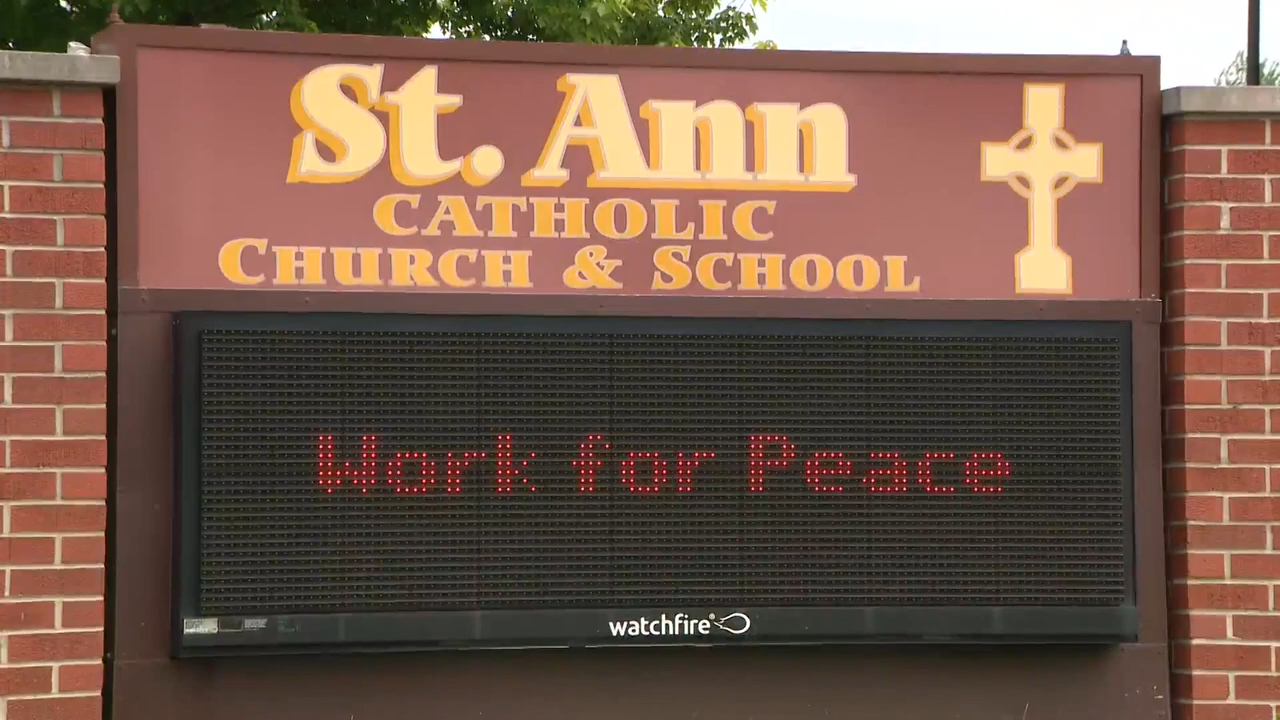 St. Ann
CATHOLIC
CHURCH & SCHOOL
Work for Peace
watchfire®